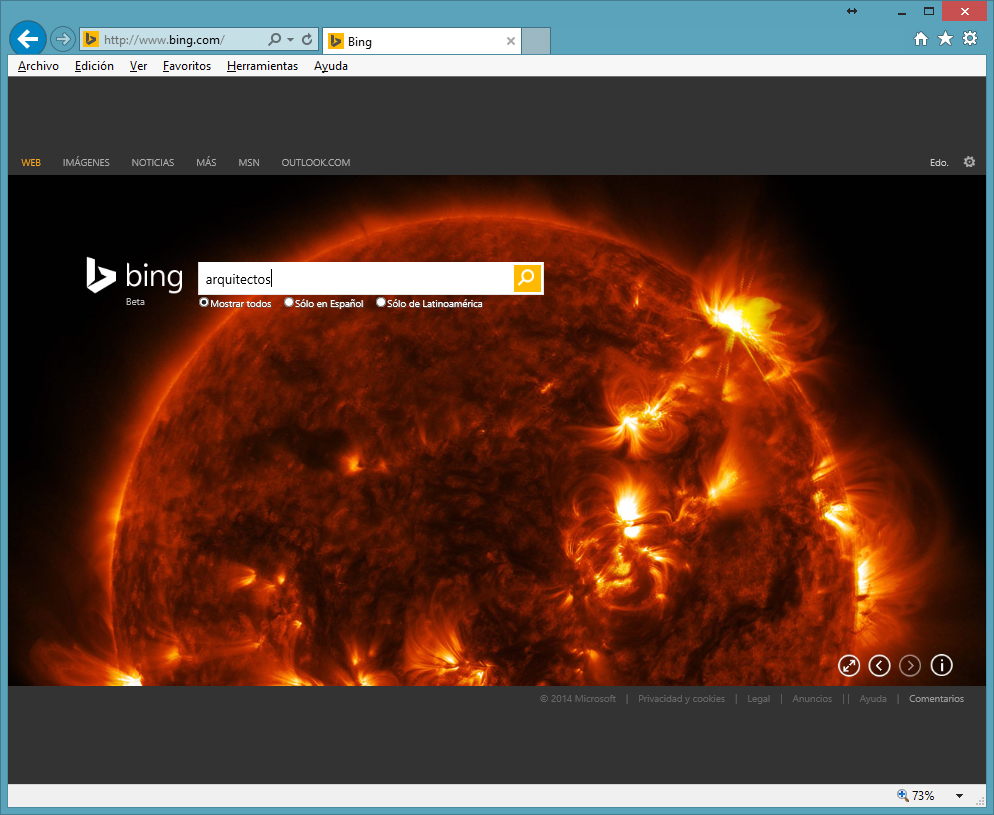 http://www.bing.com/
Bing
Archivo Edición Ver Favoritos Herramientas Ayuda
WEB IMÁGENES NOTICIAS MÁS MSN OUTLOOK.COM Edo.
bing
Beta
arquitectos
Mostrar todos Sólo en Español Sólo de Latinoamérica
© 2014 Microsoft | Privacidad y cookies | Legal | Anuncios | | Ayuda | Comentarios
73%